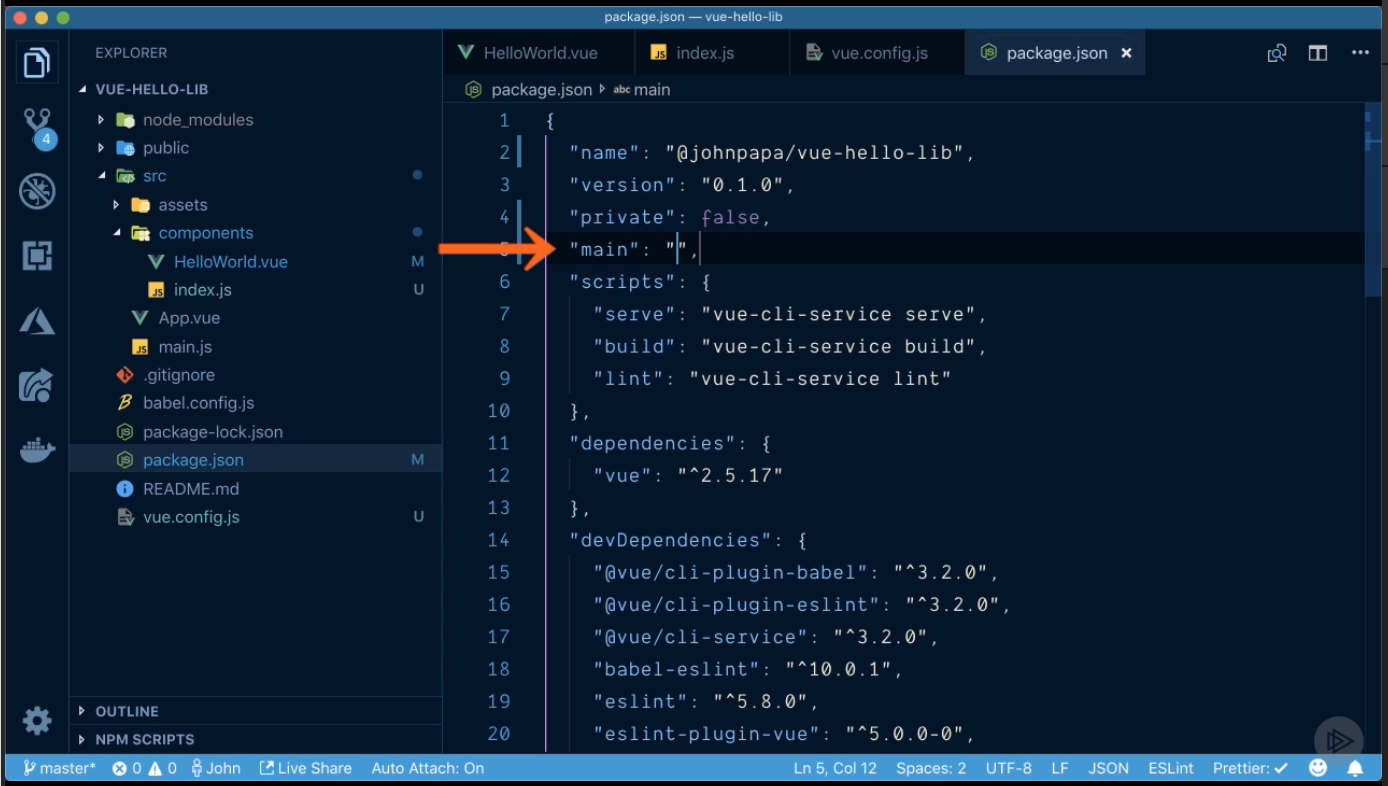 package.json — vue-hello-lib
EXPLORER
VUE-HELLO-LIB
node_modules
public
src
assets
components
HelloWorld.vue M
index.js U
App.vue
main.js
.gitignore
babel.config.js
package-lock.json
package.json M
README.md
vue.config.js U
OUTLINE
NPM SCRIPTS
4
HelloWorld.vue
JS index.js
vue.config.js
package.json ×
package.json abc main
1 {
2 "name": "@johnpapa/vue-hello-lib",
3 "version": "0.1.0",
4 "private": false,
5 "main": "",
6 "scripts": {
7 "serve": "vue-cli-service serve",
8 "build": "vue-cli-service build",
9 "lint": "vue-cli-service lint"
10 },
11 "dependencies": {
12 "vue": "^2.5.17"
13 },
14 "devDependencies": {
15 "@vue/cli-plugin-babel": "^3.2.0",
16 "@vue/cli-plugin-eslint": "^3.2.0",
17 "@vue/cli-service": "^3.2.0",
18 "babel-eslint": "^10.0.1",
19 "eslint": "^5.8.0",
20 "eslint-plugin-vue": "^5.0.0-0",
master* 0 0 John Live Share Auto Attach: On Ln 5, Col 12 Spaces: 2 UTF-8 LF JSON ESLint Prettier: ✓